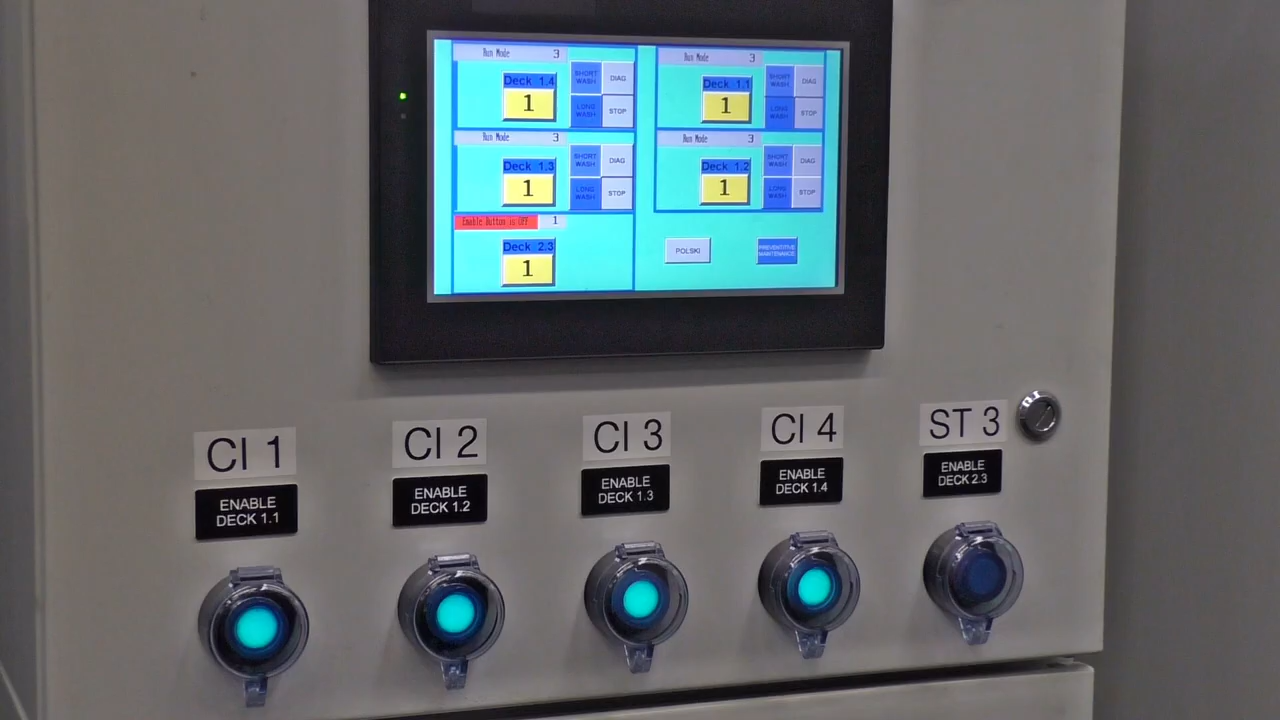 Run Mode 3
Deck 1.4
1
SHORT WASH
DIAG
LONG WASH
STOP
Run Mode 3
Deck 1.1
1
SHORT WASH
DIAG
LONG WASH
STOP
Run Mode 3
Deck 1.3
1
SHORT WASH
DIAG
LONG WASH
STOP
Run Mode 3
Deck 1.2
1
SHORT WASH
DIAG
LONG WASH
STOP
Enable Button is OFF 1
Deck 2.3
1
POLSKI
PREVENTITIVE
MAINTENANCE
CI 1
ENABLE
DECK 1.1
CI 2
ENABLE
DECK 1.2
CI 3
ENABLE
DECK 1.3
CI 4
ENABLE
DECK 1.4
ST 3
ENABLE
DECK 2.3